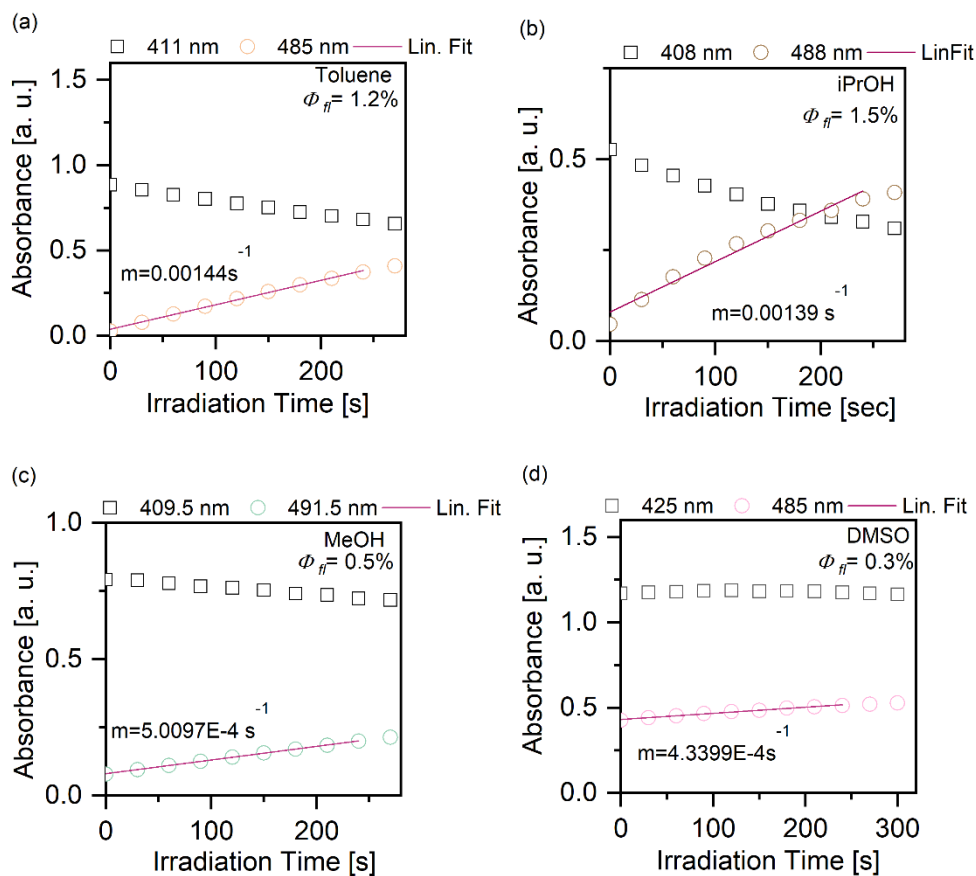 (a)
411 nm 485 nm Lin. Fit
Toluene
Φfl= 1.2%
1.5
1.0
0.5
0.0
Absorbance [a. u.]
m=0.00144s-1
0 100 200
Irradiation Time [s]
(b)
408 nm 488 nm LinFit
iPrOH
Φfl= 1.5%
0.5
0.0
Absorbance [a. u.]
m=0.00139 s-1
0 100 200
Irradiation Time [sec]
(c)
409.5 nm 491.5 nm Lin. Fit
MeOH
Φfl= 0.5%
1.0
0.5
0.0
Absorbance [a. u.]
m=5.0097E-4 s-1
0 100 200
Irradiation Time [s]
(d)
425 nm 485 nm Lin. Fit
DMSO
Φfl= 0.3%
1.5
1.0
0.5
0.0
Absorbance [a. u.]
m=4.3399E-4s-1
0 100 200 300
Irradiation Time [s]